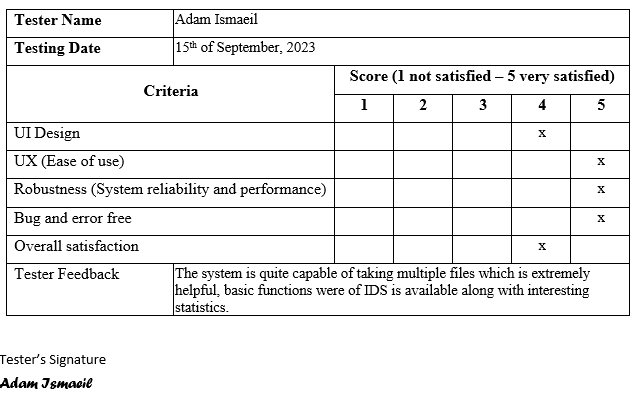 Tester Name Adam Ismaeil
Testing Date 15th of September, 2023
Criteria Score (1 not satisfied – 5 very satisfied)
1 2 3 4 5
UI Design x
UX (Ease of use) x
Robustness (System reliability and performance) x
Bug and error free x
Overall satisfaction x
Tester Feedback The system is quite capable of taking multiple files which is extremely
helpful, basic functions were of IDS is available along with interesting
statistics.
Tester's Signature
Adam Ismaeil